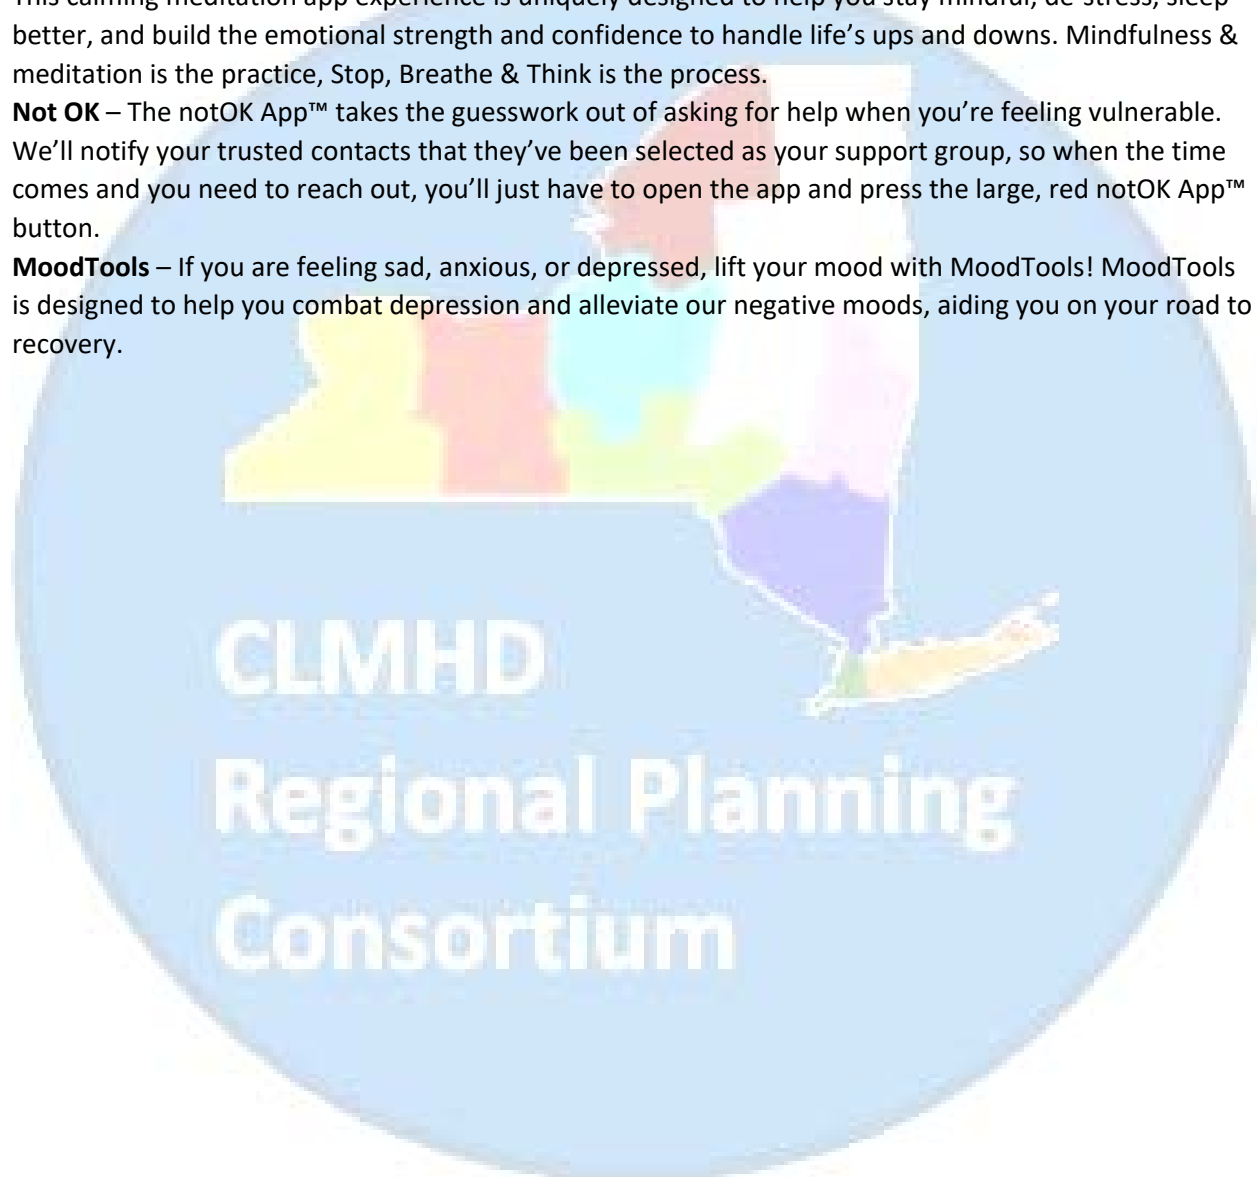 This calming meditation app experience is uniquely designed to help you stay mindful, de-stress, sleep
better, and build the emotional strength and confidence to handle life’s ups and downs. Mindfulness &
meditation is the practice, Stop, Breathe & Think is the process.
Not OK – The notOK App™ takes the guesswork out of asking for help when you’re feeling vulnerable.
We’ll notify your trusted contacts that they’ve been selected as your support group, so when the time
comes and you need to reach out, you’ll just have to open the app and press the large, red notOK App™
button.
MoodTools – If you are feeling sad, anxious, or depressed, lift your mood with MoodTools! MoodTools
is designed to help you combat depression and alleviate our negative moods, aiding you on your road to
recovery.
CLMHD
Regional Planning
Consortium